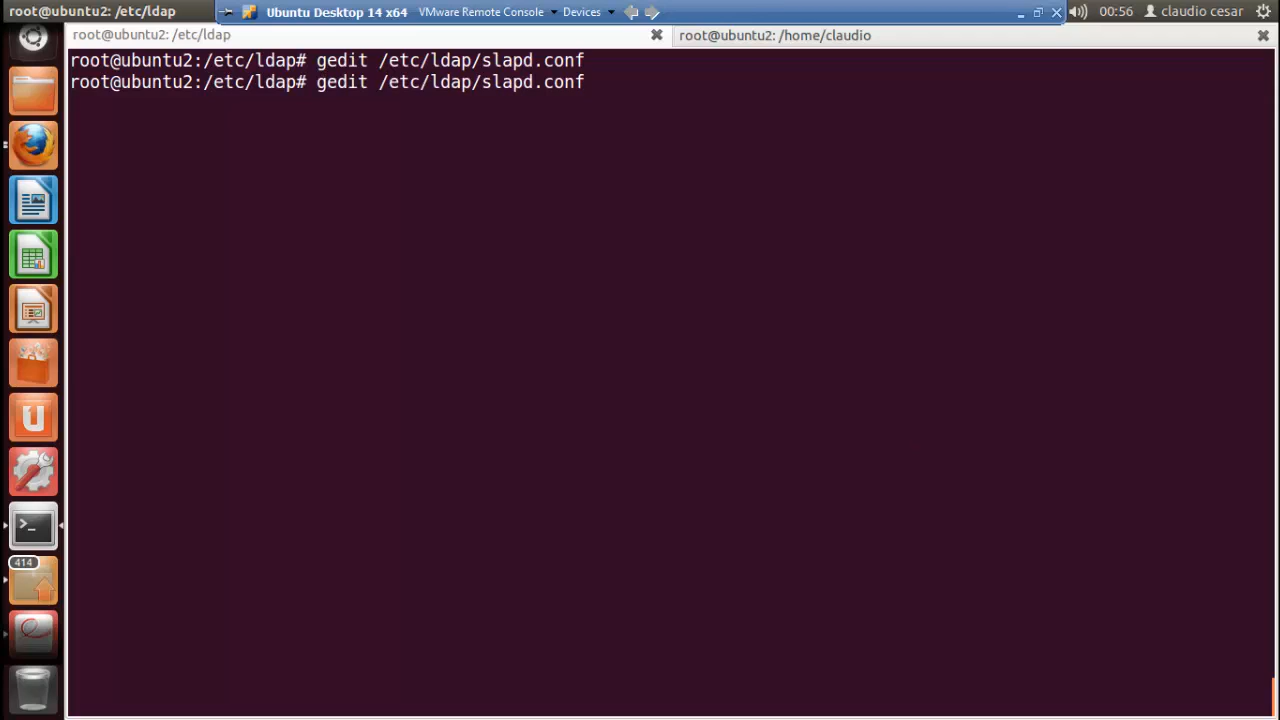 root@ubuntu2: /etc/ldap
Ubuntu Desktop 14 x64
VMware Remote Console
Devices
00:56
claudio cesar
root@ubuntu2: /etc/ldap
root@ubuntu2: /home/claudio
root@ubuntu2:/etc/ldap# gedit /etc/ldap/slapd.conf
root@ubuntu2:/etc/ldap# gedit /etc/ldap/slapd.conf
>_
414